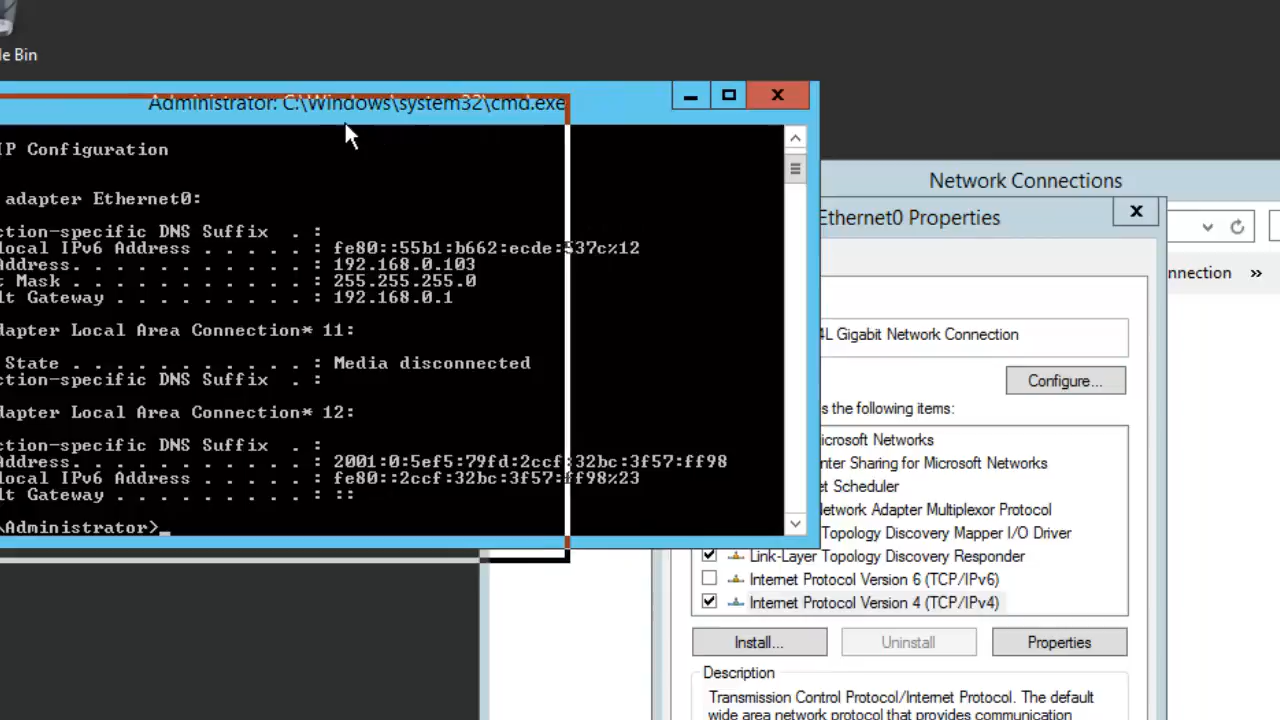 le Bin
Administrator: C:\Windows\system32\cmd.exe
IP Configuration
adapter Ethernet0:
ction-specific DNS Suffix . :
local IPv6 Address . . . . . : fe80::55b1:b662:ecde:537c%12
Address. . . . . . . . . . . : 192.168.0.103
t Mask . . . . . . . . . . . : 255.255.255.0
lt Gateway . . . . . . . . . : 192.168.0.1
dapter Local Area Connection* 11:
State . . . . . . . . . . . : Media disconnected
ction-specific DNS Suffix . :
dapter Local Area Connection* 12:
ction-specific DNS Suffix . :
Address. . . . . . . . . . . : 2001:0:5ef5:79fd:2ccf:32bc:3f57:ff98
local IPv6 Address . . . . . : fe80::2ccf:32bc:3f57:ff98%23
lt Gateway . . . . . . . . . : ::
\Administrator>_
Network Connections
Ethernet0 Properties
nnection »
4L Gigabit Network Connection
Configure...
s the following items:
icrosoft Networks
nter Sharing for Microsoft Networks
et Scheduler
Network Adapter Multiplexor Protocol
Topology Discovery Mapper I/O Driver
Link-Layer Topology Discovery Responder
Internet Protocol Version 6 (TCP/IPv6)
Internet Protocol Version 4 (TCP/IPv4)
Install...
Uninstall
Properties
Description
Transmission Control Protocol/Internet Protocol. The default
wide area network protocol that provides communication